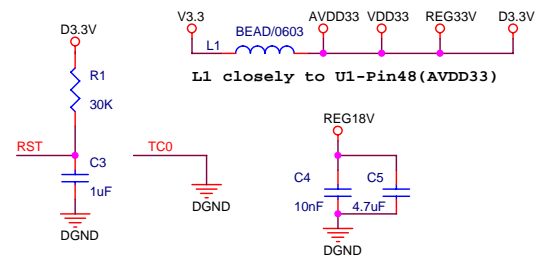 V3.3
BEAD/0603
AVDD33
VDD33
REG33V
D3.3V
L1
L1 closely to U1-Pin48(AVDD33)
D3.3V
R1
30K
RST
C3
1uF
DGND
TC0
DGND
REG18V
C4
C5
10nF
4.7uF
DGND